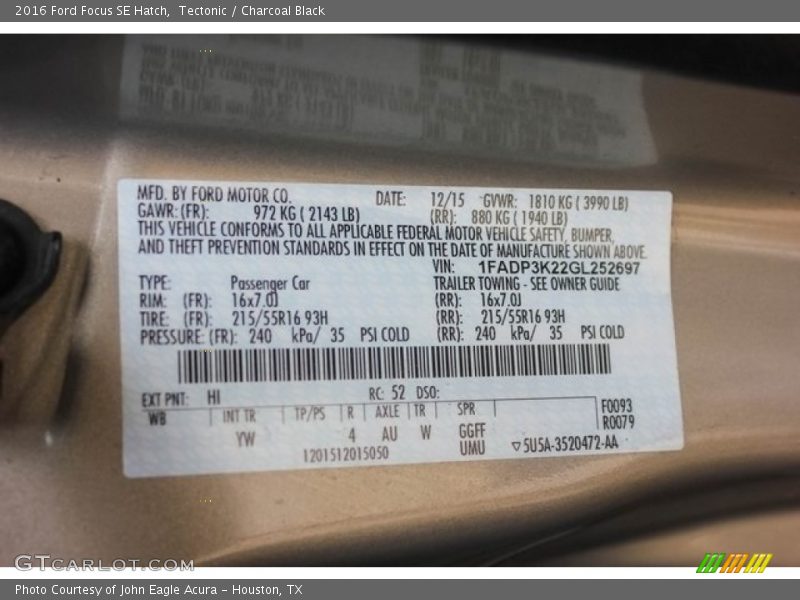 2016 Ford Focus SE Hatch,  Tectonic / Charcoal Black
MFD. BY FORD MOTOR CO. DATE: 12/15 GVWR: 1810 KG ( 3990 LB)
GAWR: (FR): 972 KG ( 2143 LB) (RR): 880 KG ( 1940 LB)
THIS VEHICLE CONFORMS TO ALL APPLICABLE FEDERAL MOTOR VEHICLE SAFETY, BUMPER,
AND THEFT PREVENTION STANDARDS IN EFFECT ON THE DATE OF MANUFACTURE SHOWN ABOVE.
VIN: 1FADP3K22GL252697
TYPE: Passenger Car TRAILER TOWING - SEE OWNER GUIDE
RIM: (FR): 16x7.0J (RR): 16x7.0J
TIRE: (FR): 215/55R16 93H (RR): 215/55R16 93H
PRESSURE: (FR): 240 kPa/ 35 PSI COLD (RR): 240 kPa/ 35 PSI COLD
EXT PNT: HI RC: 52 DSO:
WB INT TR TP/PS R AXLE TR SPR F0093
R0079
YW 4 AU W GGFF
UMU
1201512015050 ▽5U5A-3520472-AA
GTCarLot.com
Photo Courtesy of John Eagle Acura - Houston, TX